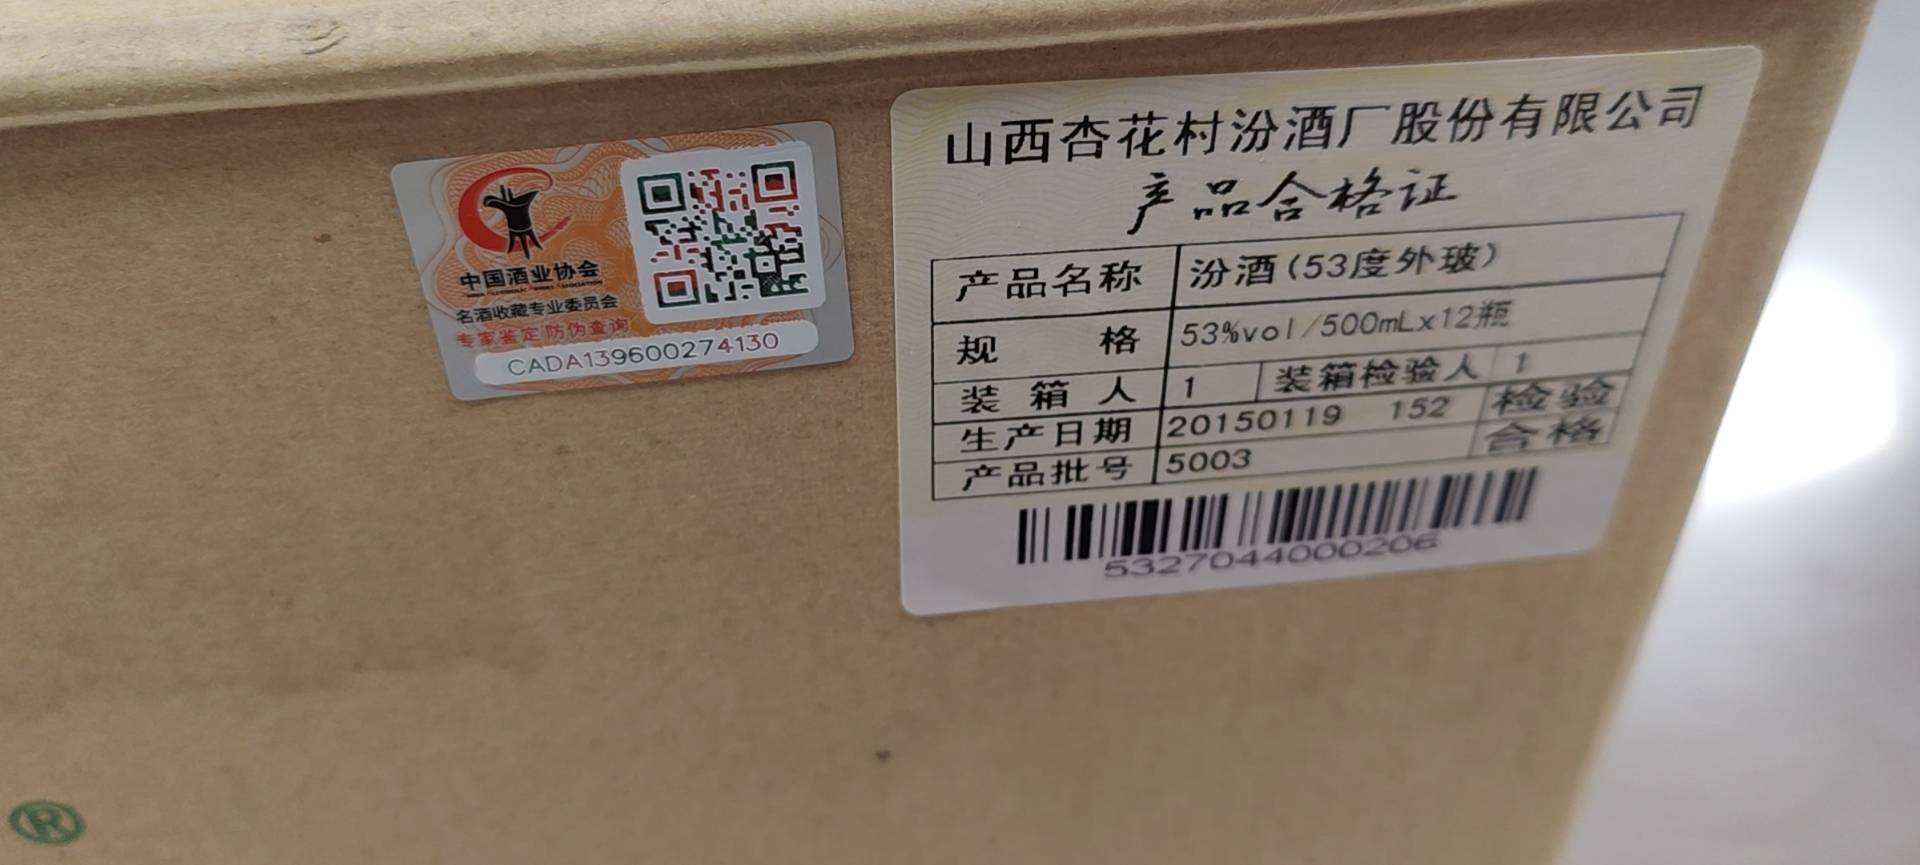 中国酒业协会
名酒收藏专业委员会
专家鉴定 防伪查询
CADA139600274130
山西杏花村汾酒厂股份有限公司
产品合格证
产品名称 汾酒(53度外玻)
规 格 53%vol/500mLx12瓶
装箱人 1 装箱检验人 1
生产日期 20150119 152 检验
产品批号 5003 合格
5327044000206
®